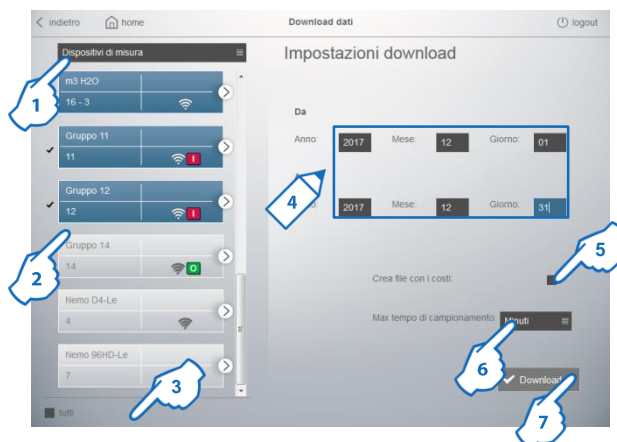 indietro
home
Download dati
logout
Dispositivi di misura
Impostazioni download
m3 H2O
16 - 3
1
Da
Gruppo 11
11
Anno:
2017
Mese:
12
Giorno:
01
Gruppo 12
12
4
2017
Mese:
12
Giorno:
31
2
Gruppo 14
14
5
Crea file con i costi:
Nemo D4-Le
4
Max tempo di campionamento:
Minuti
Nemo 96HD-Le
7
3
6
Download
tutti
7